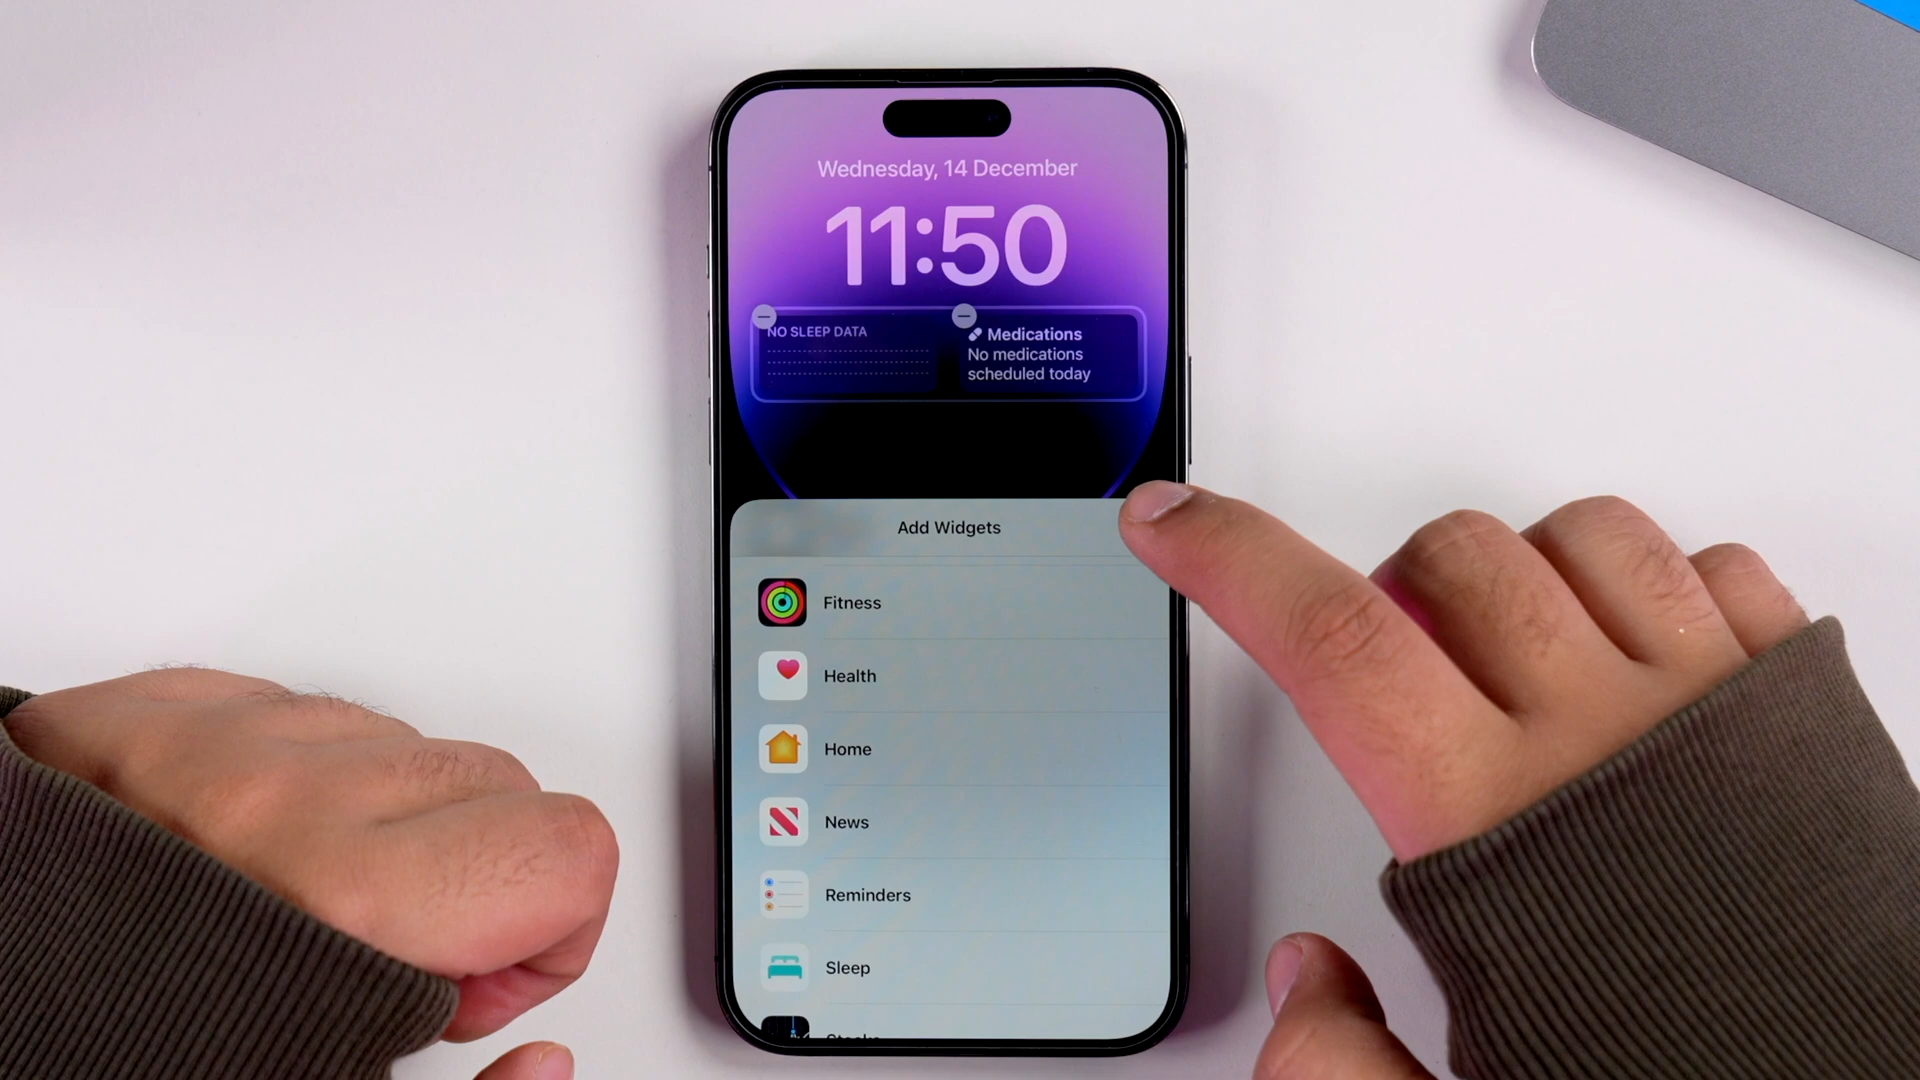 Wednesday, 14 December
11:50
NO SLEEP DATA
Medications
No medications
scheduled today
Add Widgets
Fitness
Health
Home
News
Reminders
Sleep
Stocks